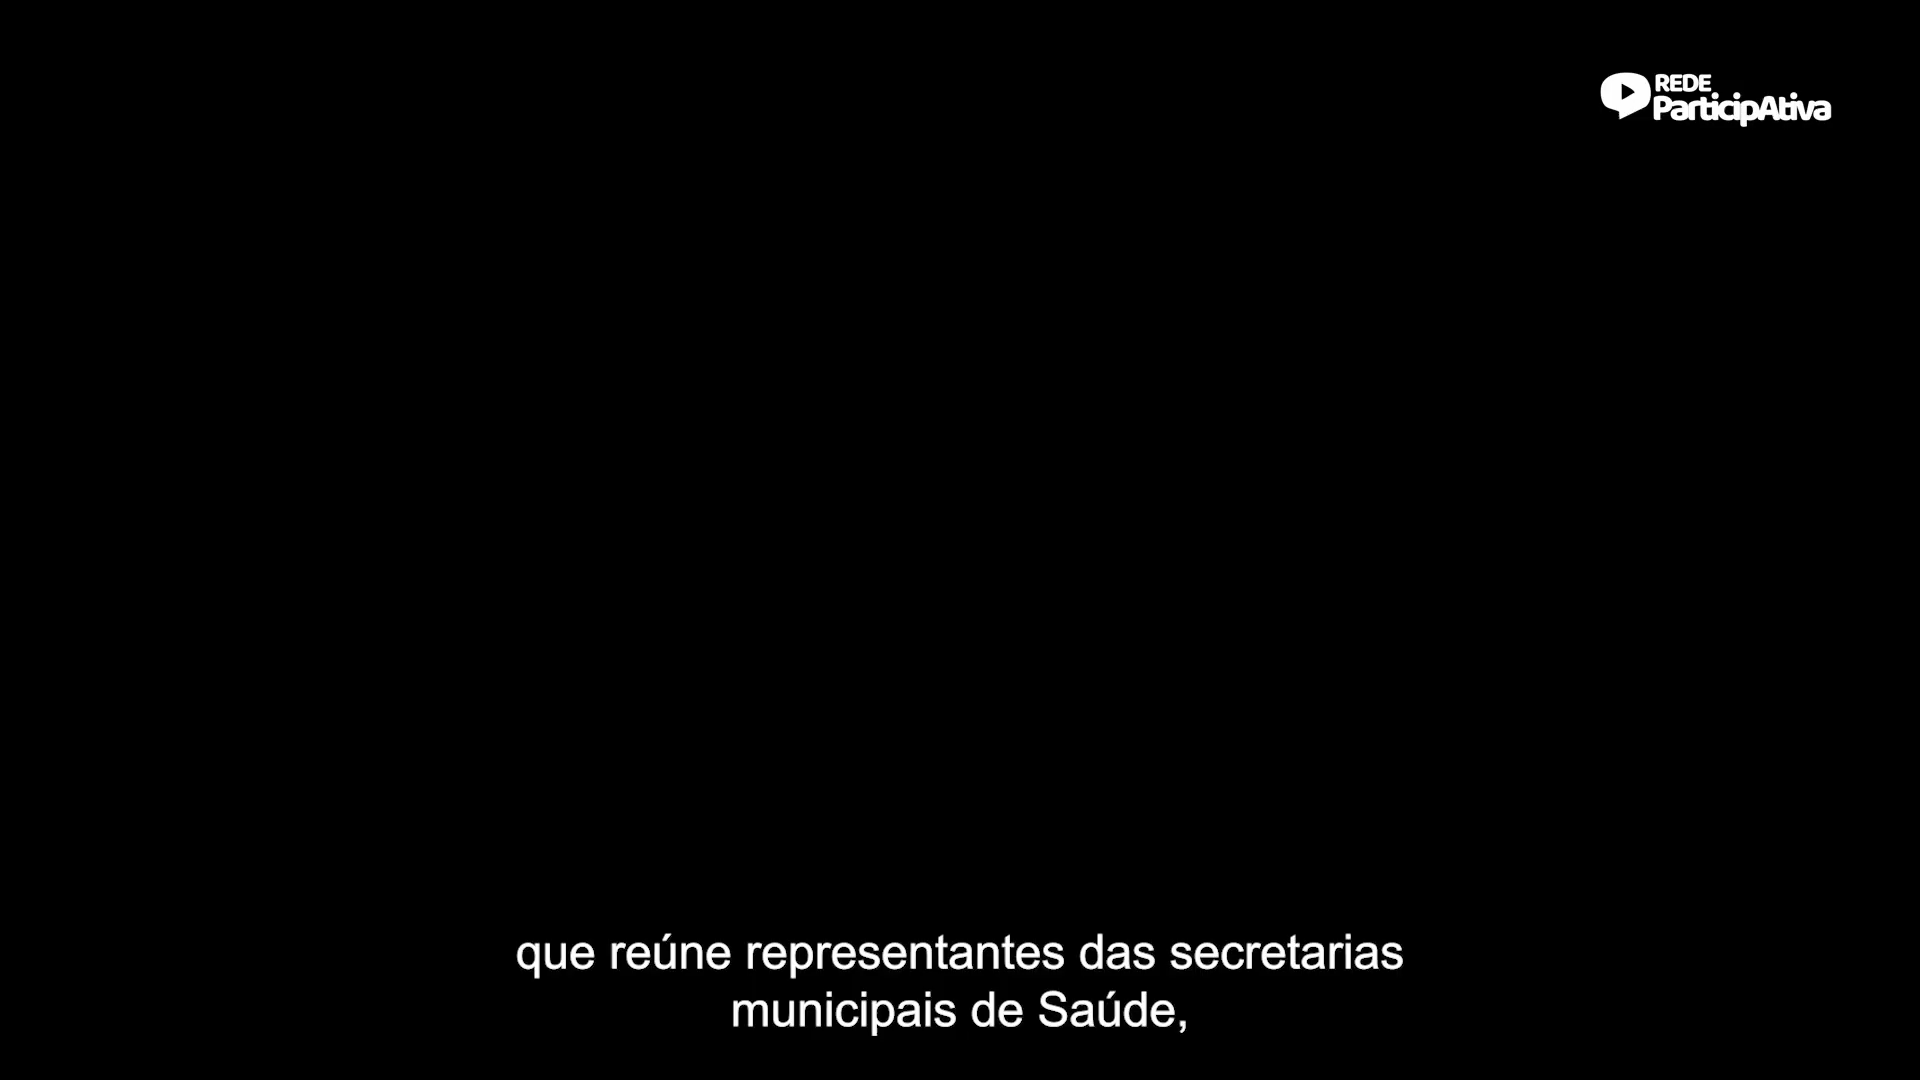 REDE
ParticipAtiva
que reúne representantes das secretarias
municipais de Saúde,